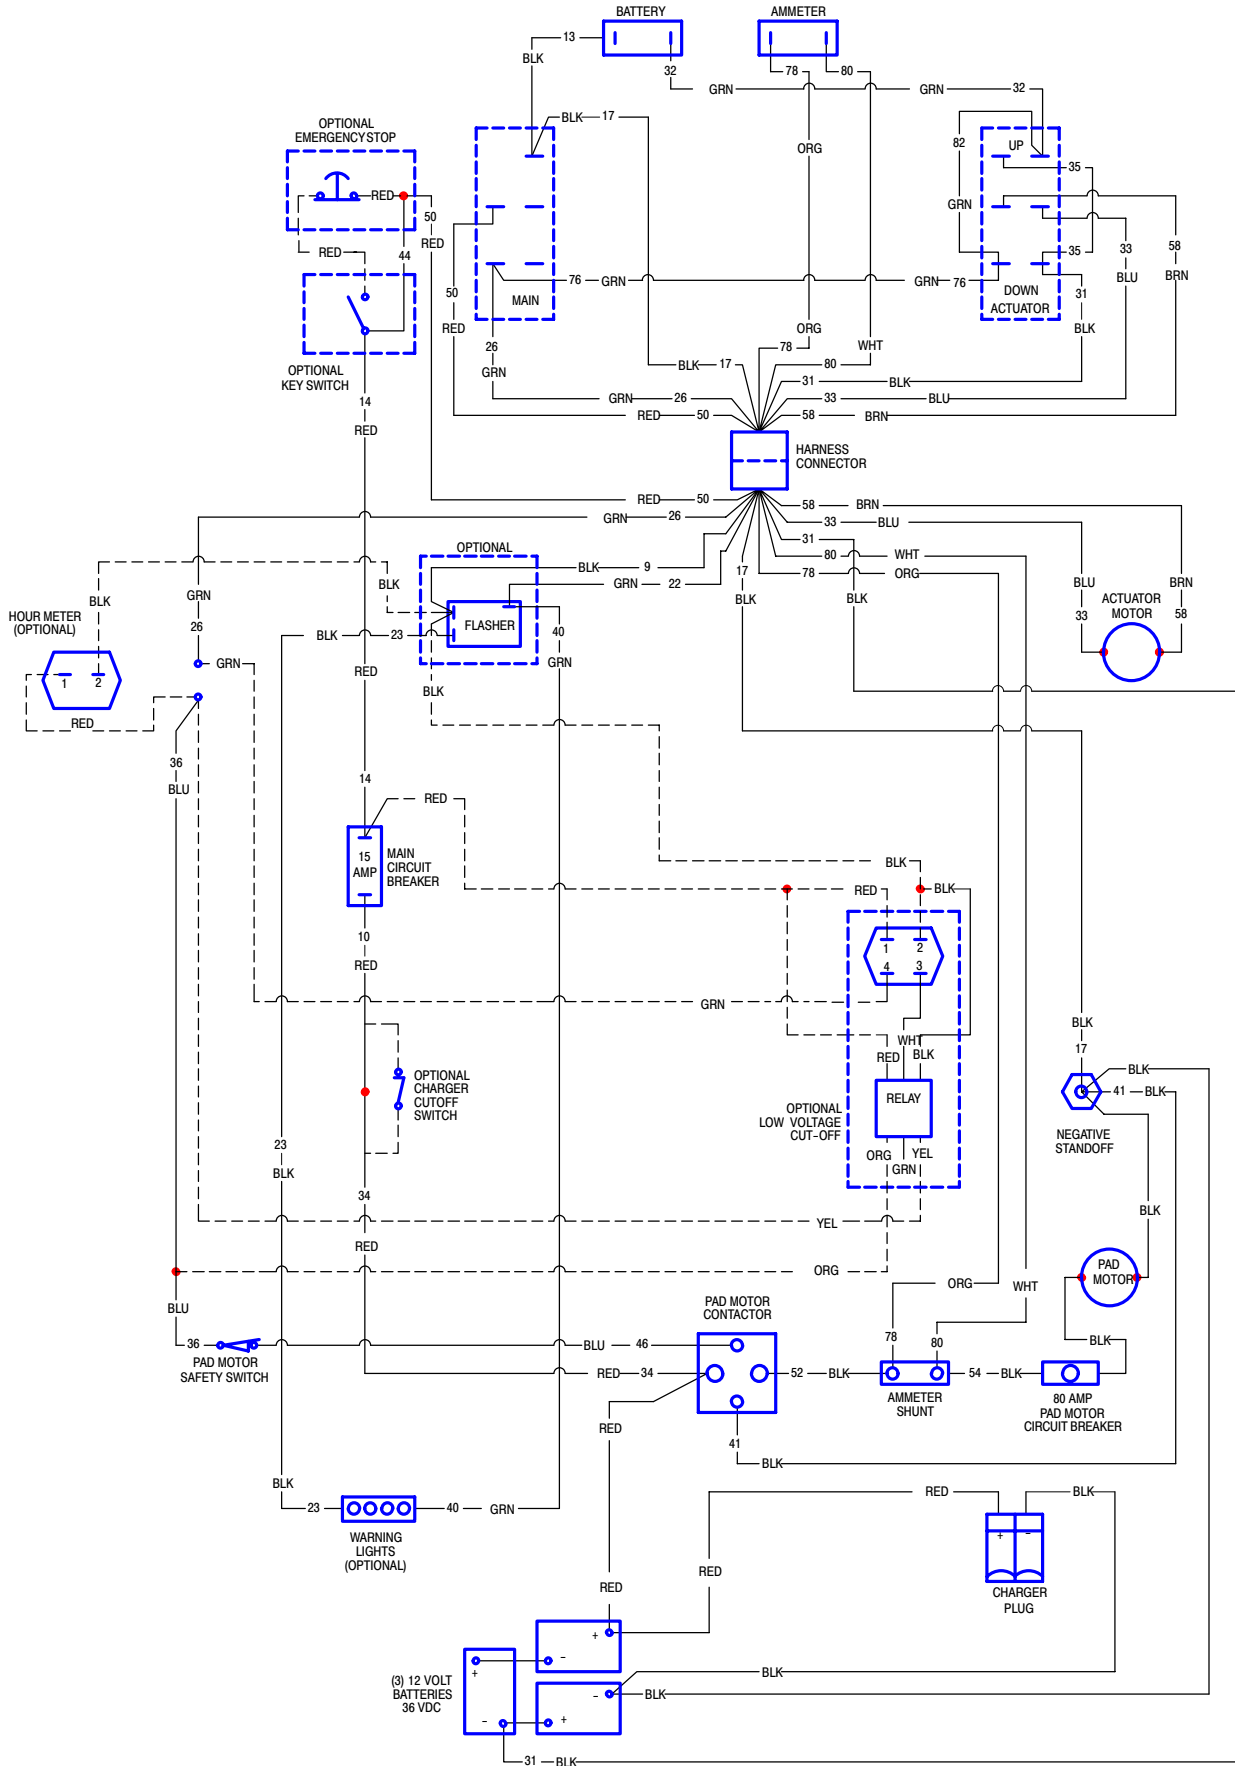 BATTERY
AMMETER
13
BLK
32
78
80
GRN
GRN
32
BLK
17
OPTIONAL
EMERGENCY STOP
82
UP
ORG
35
RED
50
GRN
RED
RED
44
35
33
58
76
GRN
GRN
76
BLU
BRN
50
MAIN
DOWN
ACTUATOR
31
RED
ORG
BLK
26
78
WHT
GRN
BLK
17
80
OPTIONAL
KEY SWITCH
31
BLK
14
GRN
26
33
BLU
RED
50
58
BRN
RED
HARNESS
CONNECTOR
RED
50
58
BRN
GRN
26
33
BLU
31
OPTIONAL
80
WHT
BLK
9
17
78
ORG
BLK
GRN
22
BLU
BRN
BLK
BLK
BLK
ACTUATOR
MOTOR
GRN
HOUR METER
(OPTIONAL)
26
FLASHER
40
33
58
BLK
23
GRN
GRN
RED
1
2
BLK
RED
36
14
BLU
RED
15
AMP
MAIN
CIRCUIT
BREAKER
BLK
RED
BLK
10
1
2
RED
4
3
GRN
BLK
WHT
17
RED
BLK
BLK
OPTIONAL
CHARGER
CUTOFF
SWITCH
RELAY
41
BLK
OPTIONAL
LOW VOLTAGE
CUT-OFF
NEGATIVE
STANDOFF
23
ORG
YEL
BLK
GRN
34
BLK
YEL
RED
ORG
PAD
MOTOR
ORG
WHT
BLU
PAD MOTOR
CONTACTOR
36
BLU
46
78
80
BLK
PAD MOTOR
SAFETY SWITCH
RED
34
52
BLK
54
BLK
AMMETER
SHUNT
80 AMP
PAD MOTOR
CIRCUIT BREAKER
RED
41
BLK
BLK
RED
BLK
23
40
GRN
WARNING
LIGHTS
(OPTIONAL)
+
-
RED
RED
CHARGER
PLUG
+
-
+
(3) 12 VOLT
BATTERIES
36 VDC
BLK
-
BLK
-
+
31
BLK